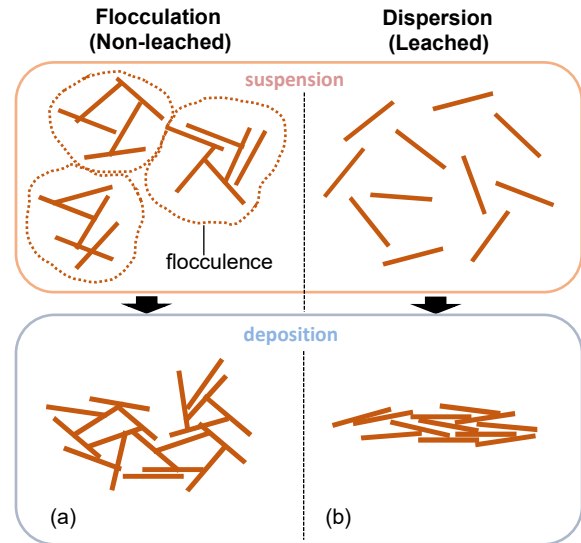 Flocculation
(Non-leached)
Dispersion
(Leached)
suspension
flocculence
deposition
(a)
(b)